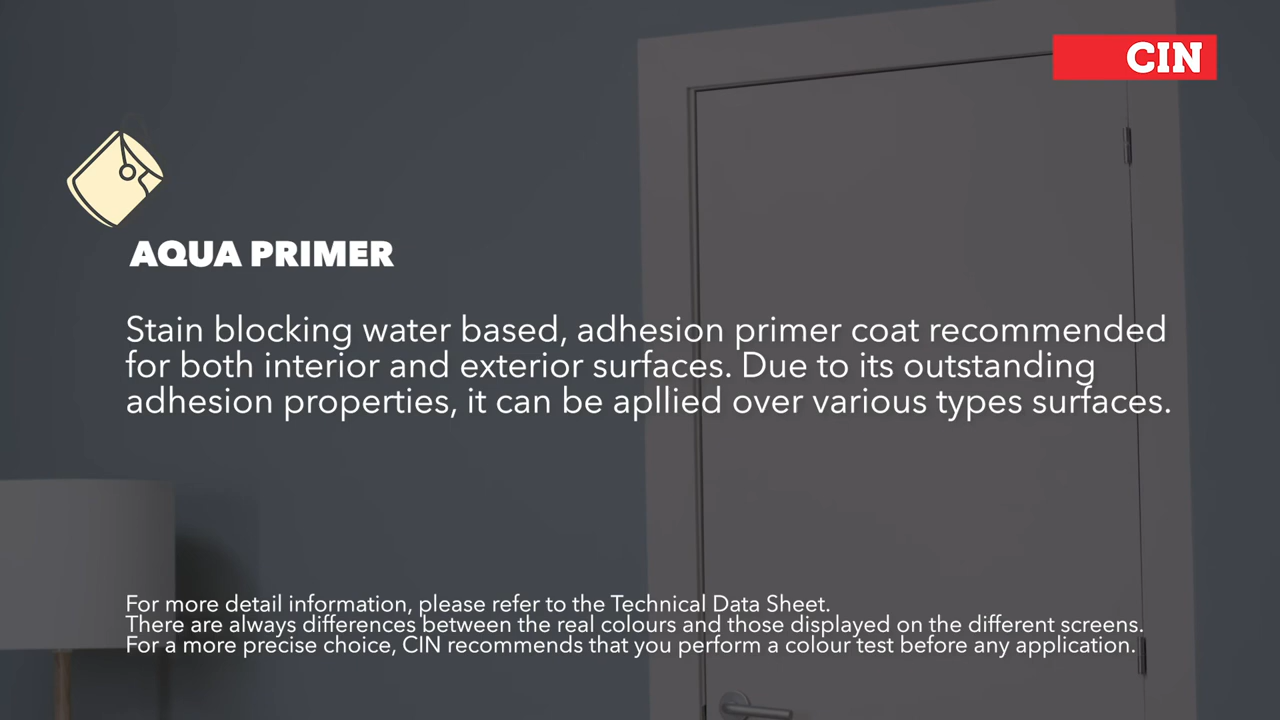 CIN
AQUA PRIMER
Stain blocking water based, adhesion primer coat recommended
for both interior and exterior surfaces. Due to its outstanding
adhesion properties, it can be apllied over various types surfaces.
For more detail information, please refer to the Technical Data Sheet.
There are always differences between the real colours and those displayed on the different screens.
For a more precise choice, CIN recommends that you perform a colour test before any application.